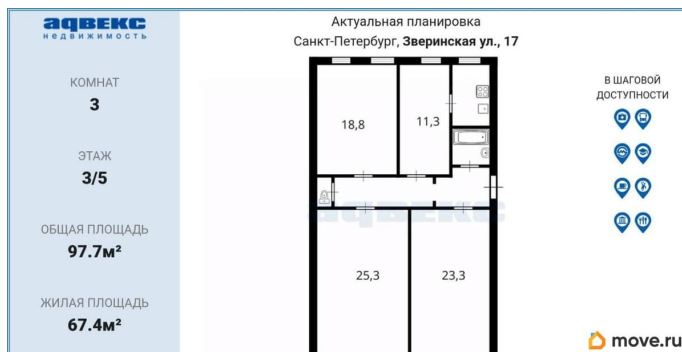 адвекс
недвижимость
КОМНАТ
3
ЭТАЖ
3/5
ОБЩАЯ ПЛОЩАДЬ
97.7м²
ЖИЛАЯ ПЛОЩАДЬ
67.4м²
Актуальная планировка
Санкт-Петербург, Зверинская ул., 17
18,8
11,3
адвекс
25,3
23,3
В ШАГОВОЙ
ДОСТУПНОСТИ
move.ru